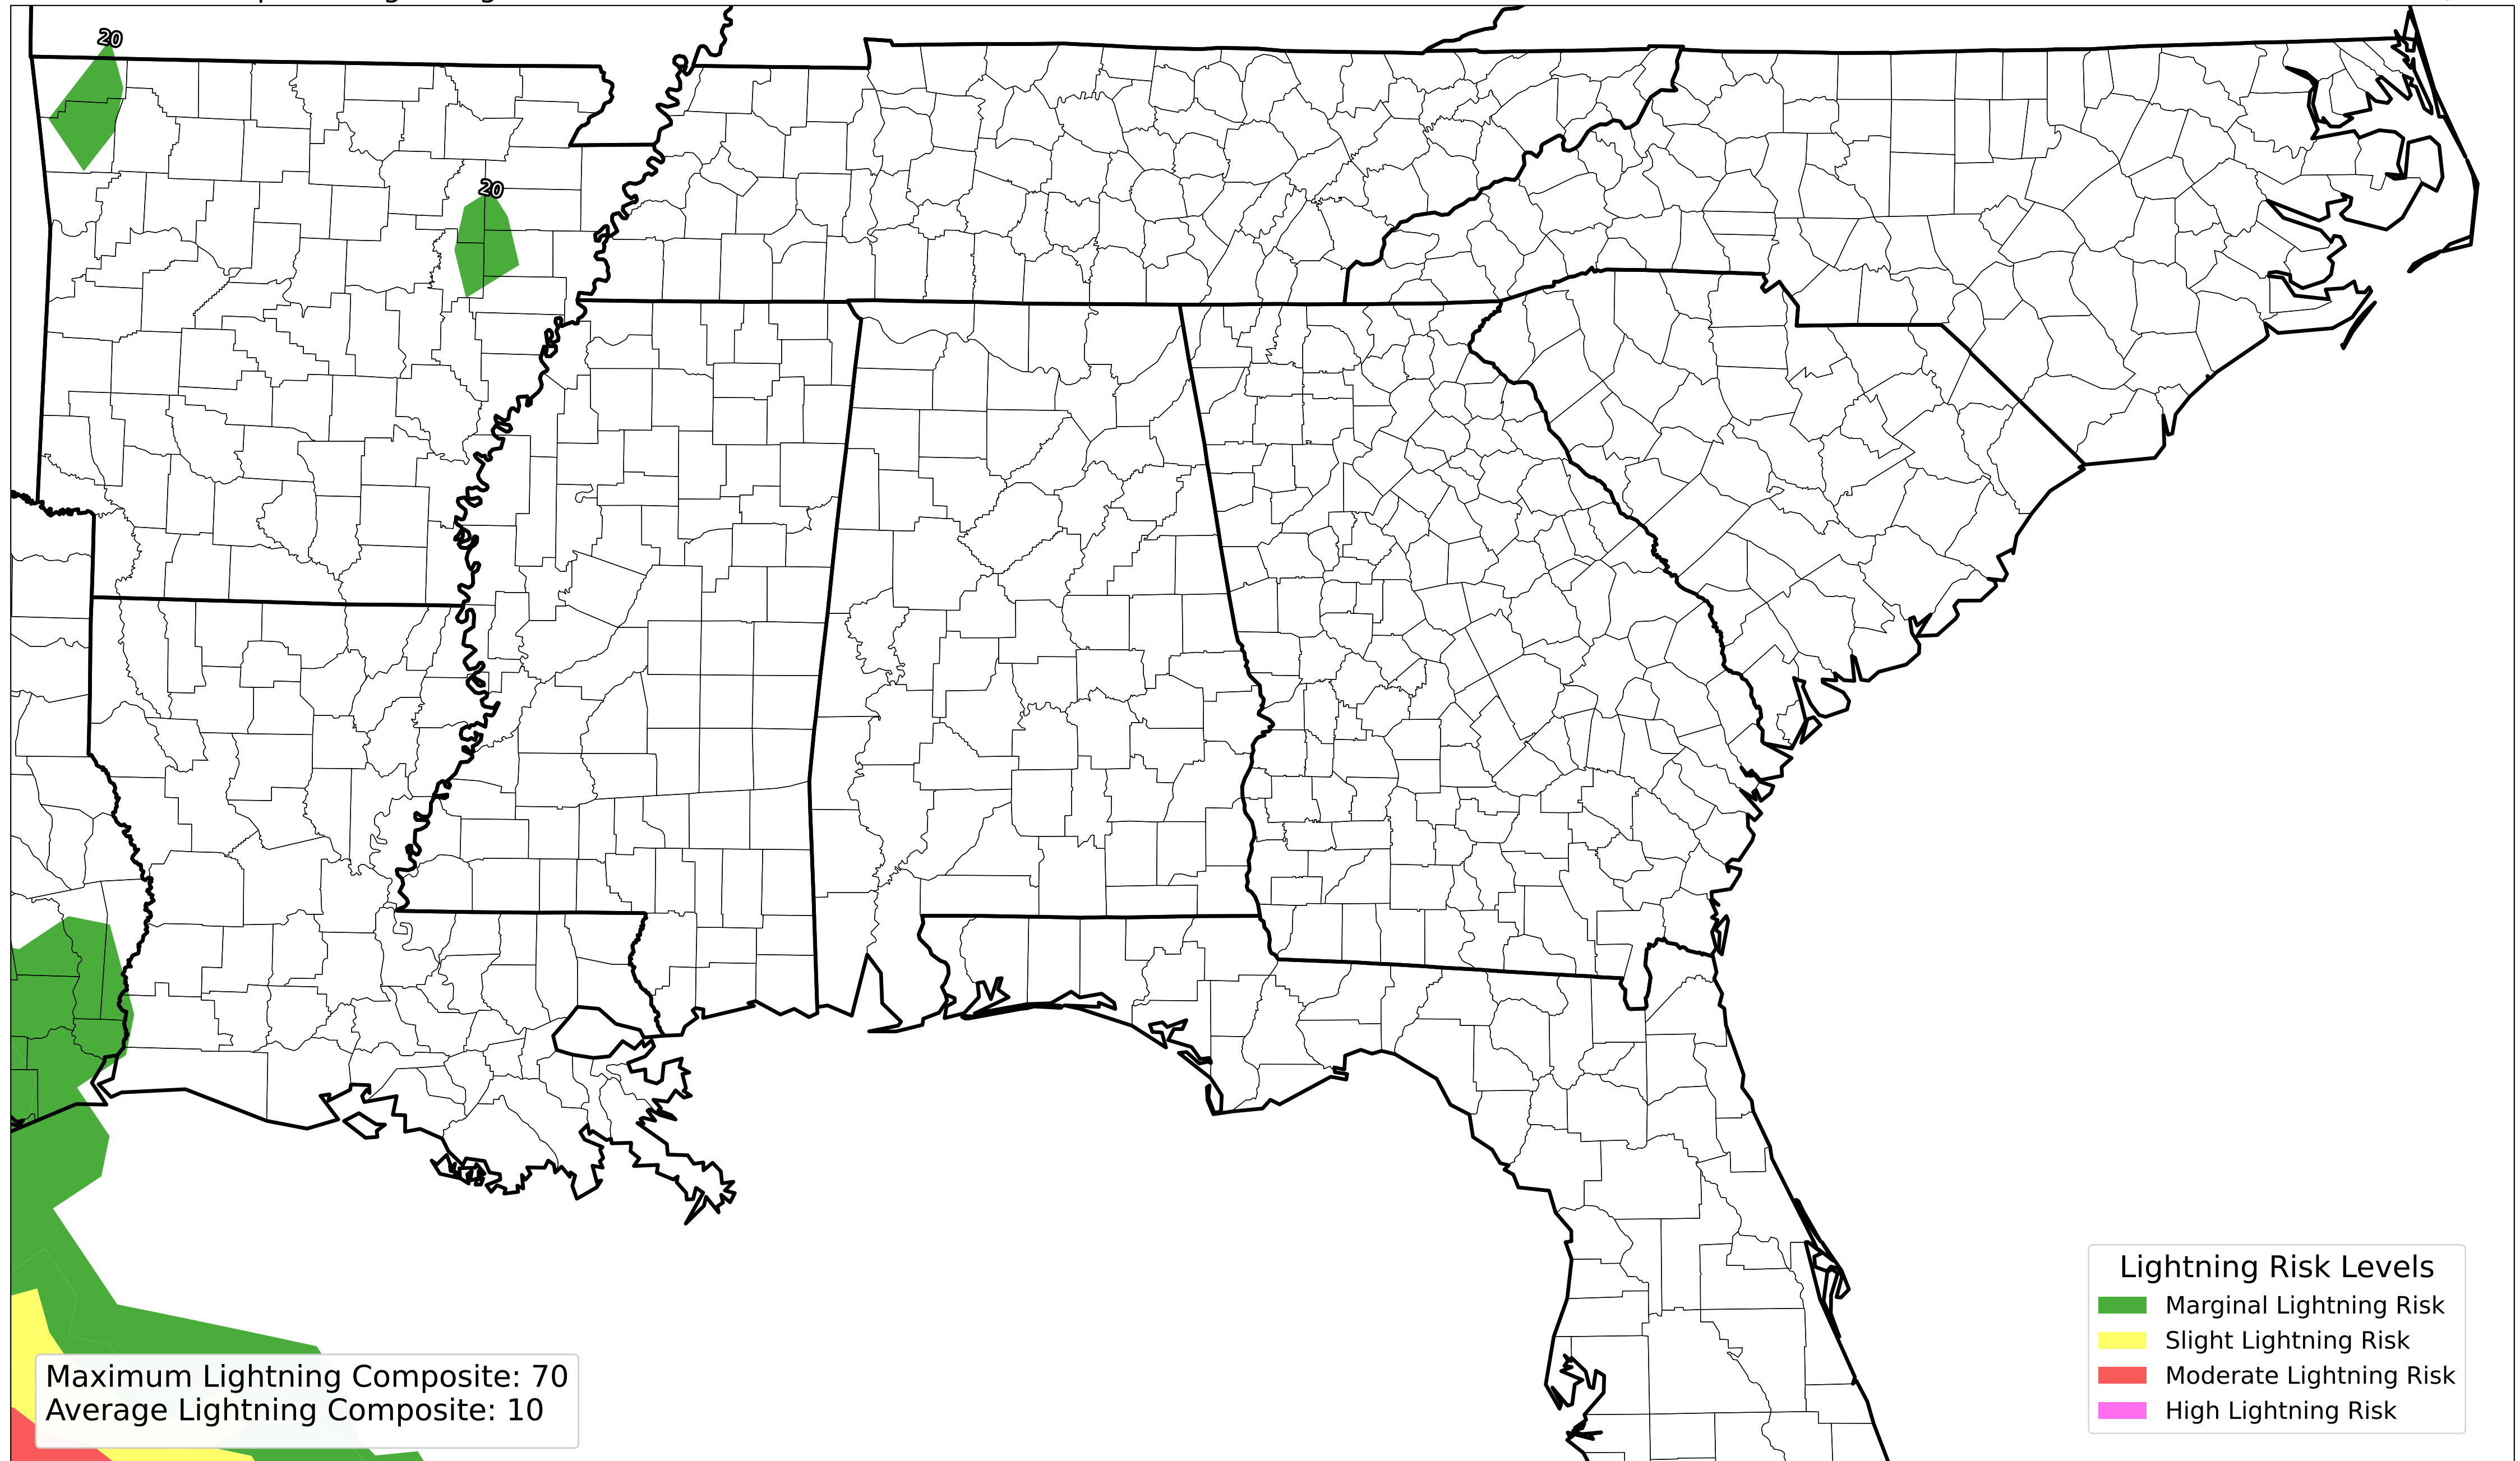 20
20
Lightning Risk Levels
Marginal Lightning Risk
Slight Lightning Risk
Moderate Lightning Risk
High Lightning Risk
Maximum Lightning Composite: 70
Average Lightning Composite: 10